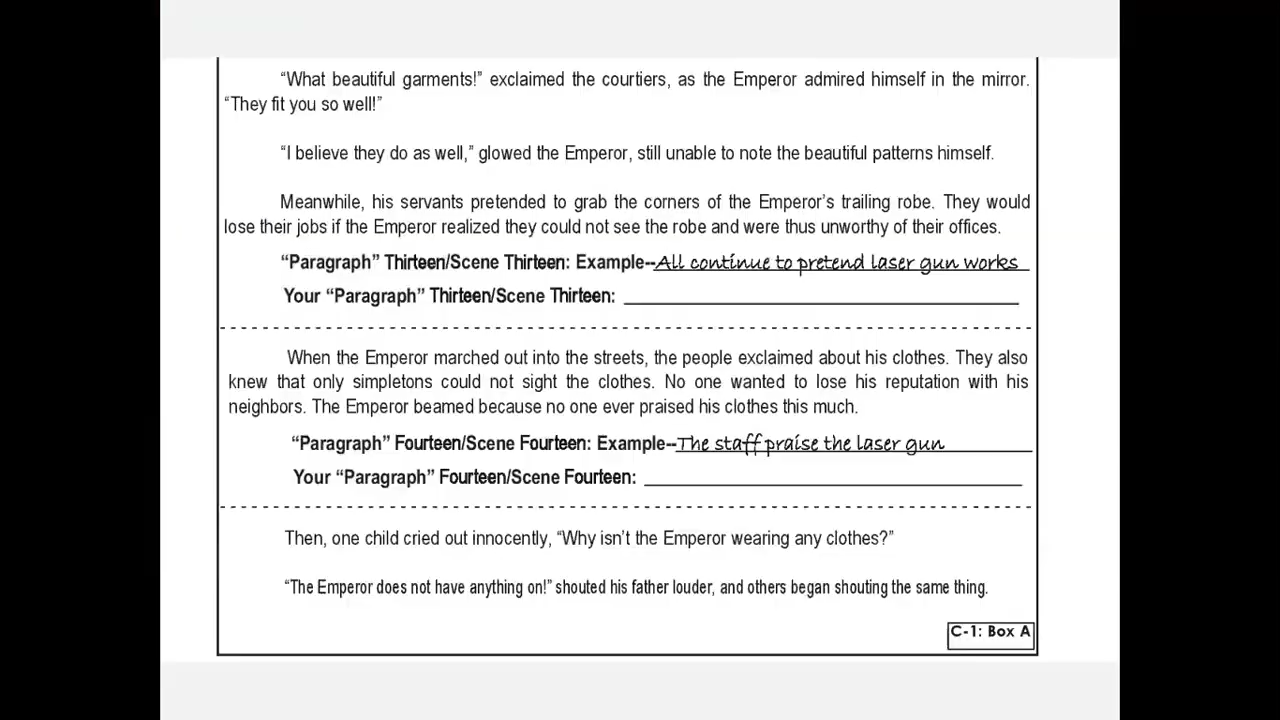 “What beautiful garments!” exclaimed the courtiers, as the Emperor admired himself in the mirror.
“They fit you so well!”
“I believe they do as well,” glowed the Emperor, still unable to note the beautiful patterns himself.
Meanwhile, his servants pretended to grab the corners of the Emperor’s trailing robe. They would
lose their jobs if the Emperor realized they could not see the robe and were thus unworthy of their offices.
“Paragraph” Thirteen/Scene Thirteen: Example--All continue to pretend laser gun works
Your “Paragraph” Thirteen/Scene Thirteen:
When the Emperor marched out into the streets, the people exclaimed about his clothes. They also
knew that only simpletons could not sight the clothes. No one wanted to lose his reputation with his
neighbors. The Emperor beamed because no one ever praised his clothes this much.
“Paragraph” Fourteen/Scene Fourteen: Example--The staff praise the laser gun
Your “Paragraph” Fourteen/Scene Fourteen:
Then, one child cried out innocently, “Why isn’t the Emperor wearing any clothes?”
“The Emperor does not have anything on!” shouted his father louder, and others began shouting the same thing.
C-1: Box A